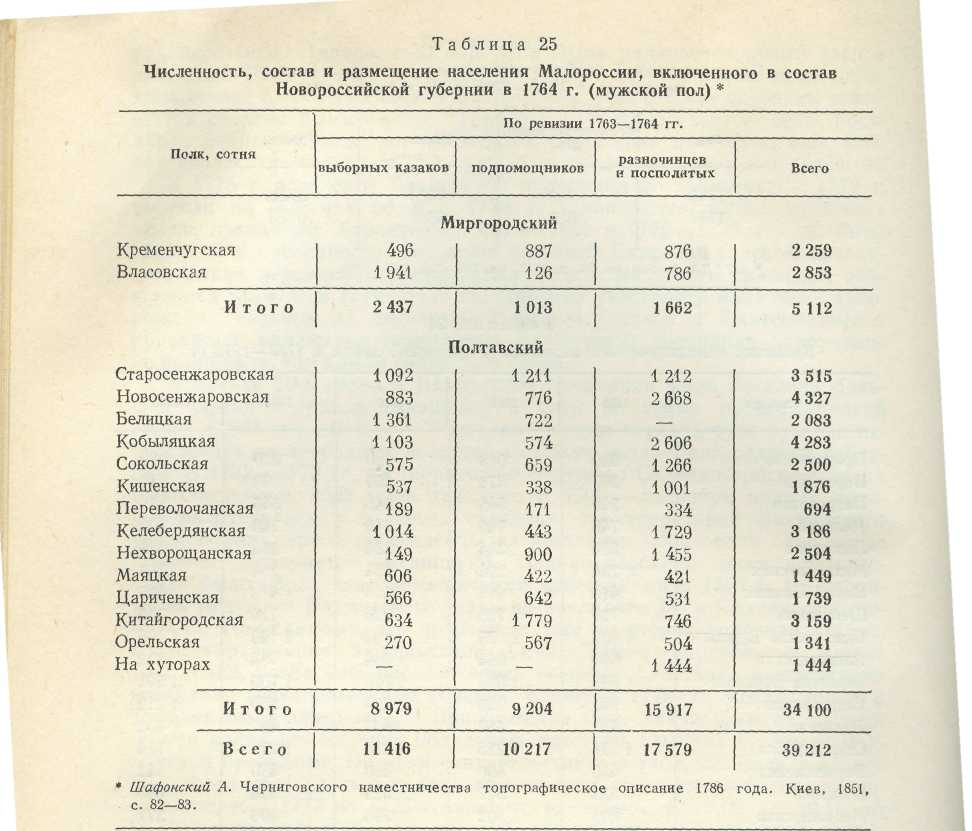 Таблица 25
Численность, состав и размещение населения Малороссии, включенного в состав
Новороссийской губернии в 1764 г. (мужской пол) *
Полк, сотня
По ревизии 1763—1764 гг.
выборных казаков подпомощников разночинцев и посполитых Всего
Миргородский
Кременчугская 496 887 876 2 259
Власовская 1 941 126 786 2 853
Итого 2 437 1 013 1 662 5 112
Полтавский
Старосенжаровская 1 092 1 211 1 212 3 515
Новосенжаровская 883 776 2 668 4 327
Белицкая 1 361 722 — 2 083
Кобыляцкая 1 103 574 2 606 4 283
Сокольская 575 659 1 266 2 500
Кишенская 537 338 1 001 1 876
Переволочанская 189 171 334 694
Келебердянская 1 014 443 1 729 3 186
Нехворощанская 149 900 1 455 2 504
Маяцкая 606 422 421 1 449
Цариченская 566 642 531 1 739
Китайгородская 634 1 779 746 3 159
Орельская 270 567 504 1 341
На хуторах — — 1 444 1 444
Итого 8 979 9 204 15 917 34 100
Всего 11 416 10 217 17 579 39 212
* Шафонский А. Черниговского наместничества топографическое описание 1786 года. Киев, 1851,
с. 82—83.